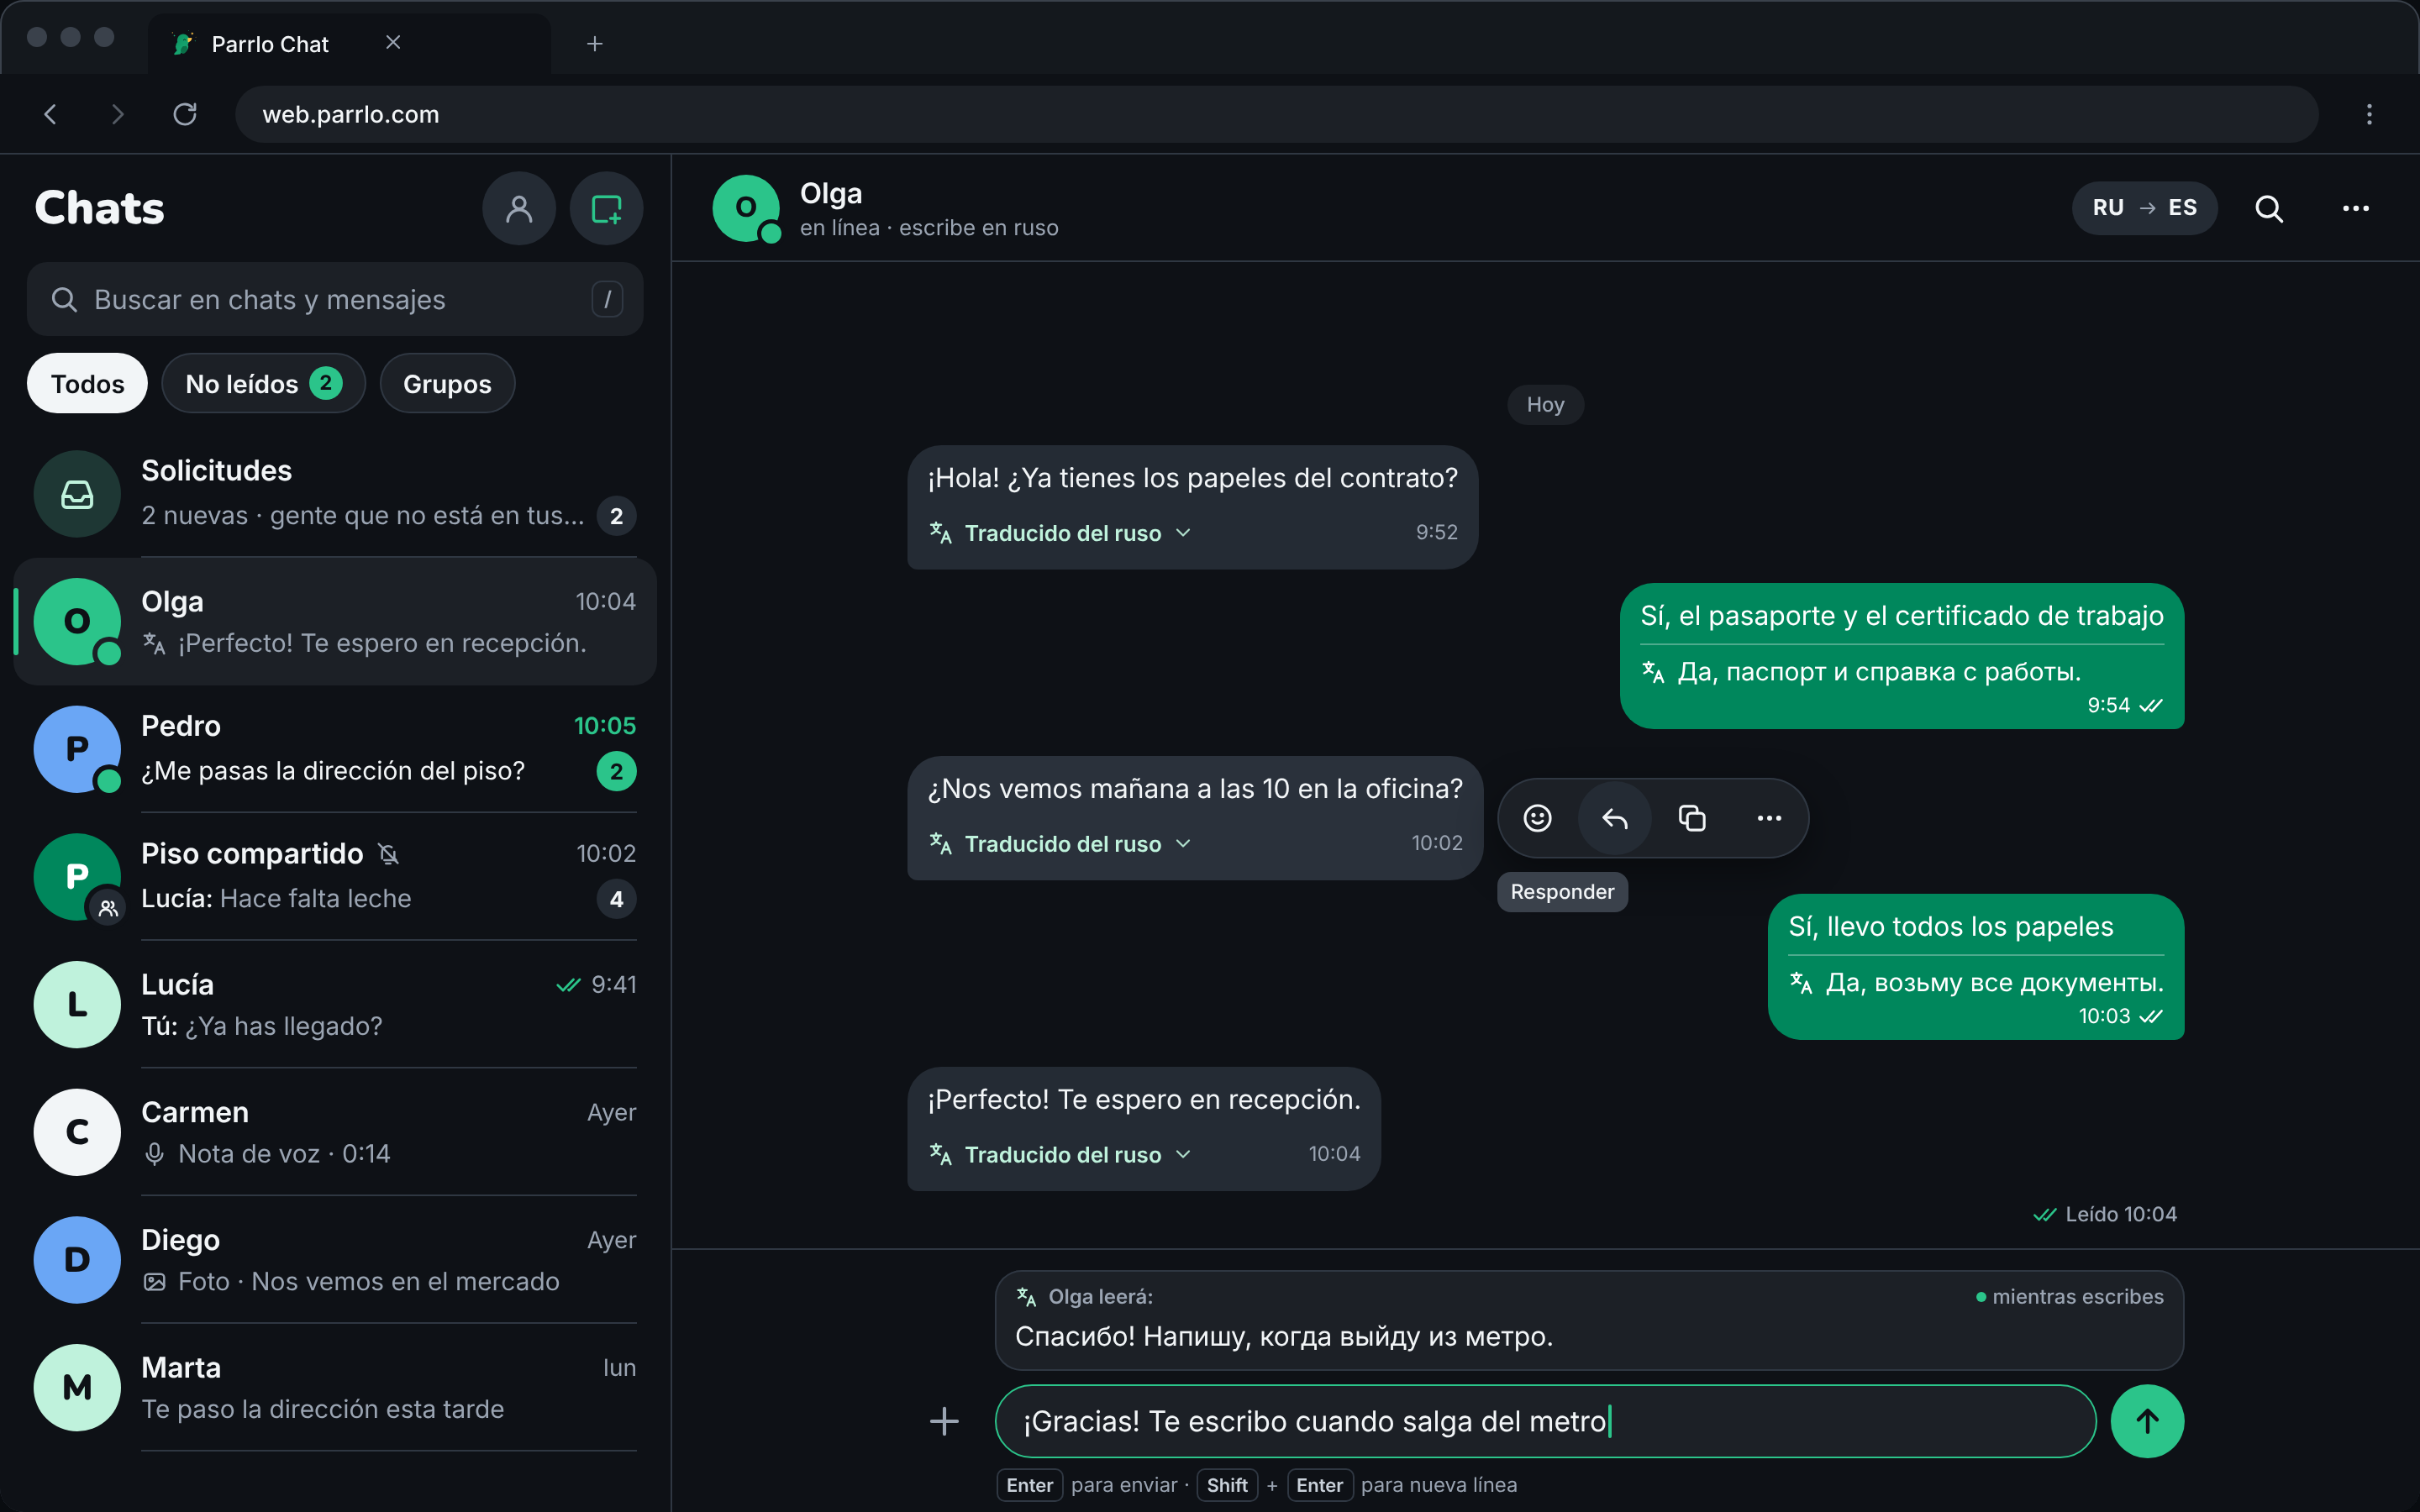 Parrlo Chat
web.parrlo.com
Chats
Buscar en chats y mensajes /
Todos
No leídos 2
Grupos
Solicitudes
2 nuevas · gente que no está en tus... 2
O
Olga 10:04
¡Perfecto! Te espero en recepción.
P
Pedro 10:05
¿Me pasas la dirección del piso? 2
P
Piso compartido 10:02
Lucía: Hace falta leche 4
L
Lucía 9:41
Tú: ¿Ya has llegado?
C
Carmen Ayer
Nota de voz · 0:14
D
Diego Ayer
Foto · Nos vemos en el mercado
M
Marta lun
Te paso la dirección esta tarde
O
Olga
en línea · escribe en ruso
RU → ES
Hoy
¡Hola! ¿Ya tienes los papeles del contrato?
Traducido del ruso 9:52
Sí, el pasaporte y el certificado de trabajo
Да, паспорт и справка с работы.
9:54
¿Nos vemos mañana a las 10 en la oficina?
Traducido del ruso 10:02
Responder
Sí, llevo todos los papeles
Да, возьму все документы.
10:03
¡Perfecto! Te espero en recepción.
Traducido del ruso 10:04
Leído 10:04
Olga leerá: mientras escribes
Спасибо! Напишу, когда выйду из метро.
¡Gracias! Te escribo cuando salga del metro
Enter para enviar · Shift + Enter para nueva línea